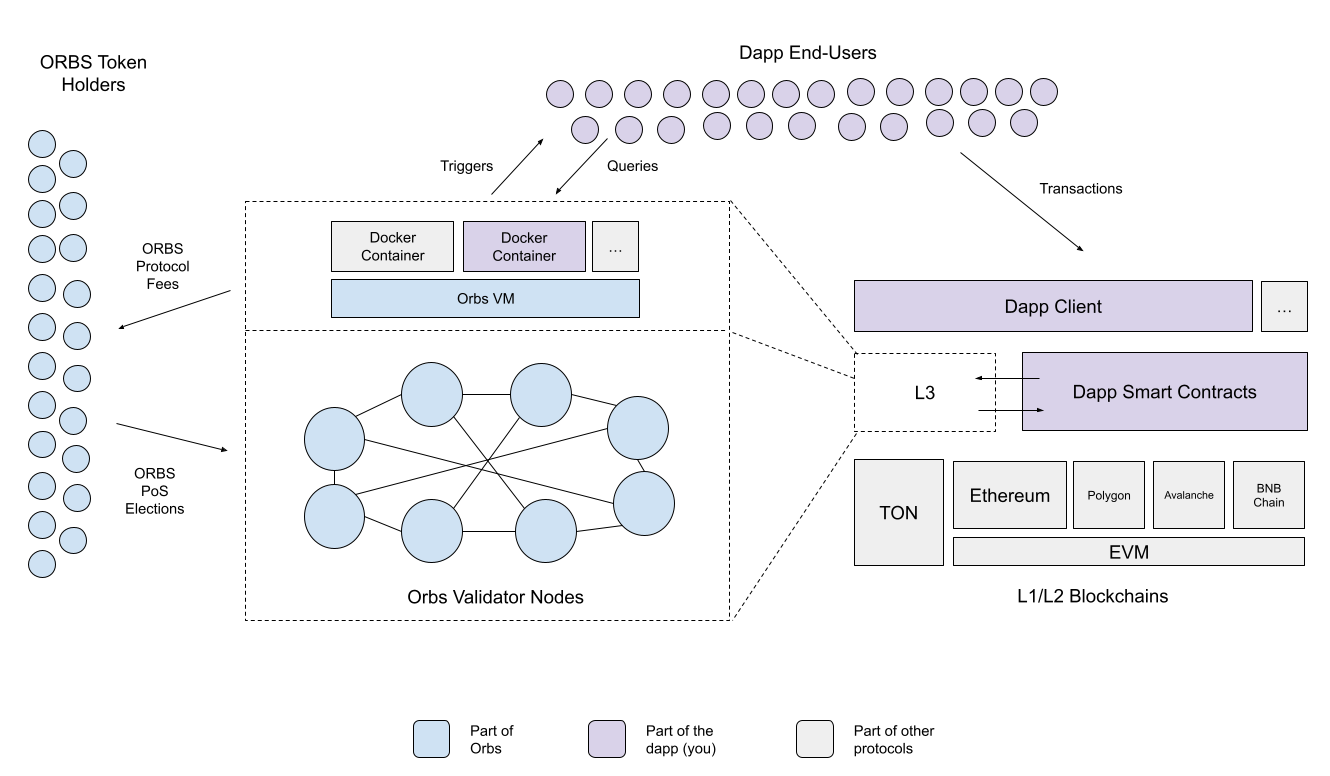 ORBS Token
Holders
Dapp End-Users
Triggers
Queries
Transactions
ORBS
Protocol
Fees
Docker
Container
Docker
Container
...
Orbs VM
Dapp Client
...
L3
Dapp Smart Contracts
ORBS
PoS
Elections
TON
Ethereum
Polygon
Avalanche
BNB
Chain
EVM
Orbs Validator Nodes
L1/L2 Blockchains
Part of
Orbs
Part of the
dapp (you)
Part of other
protocols